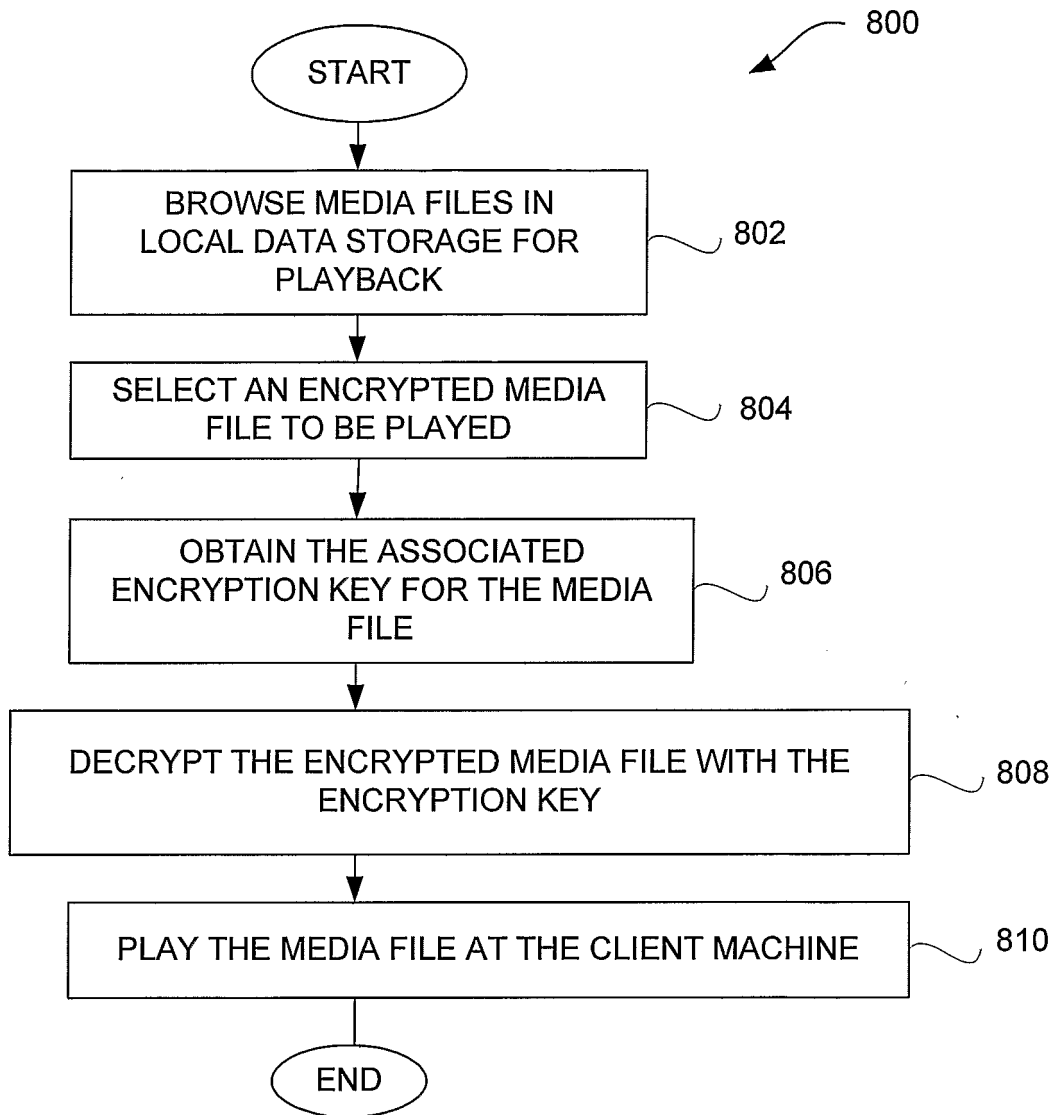 800
START
BROWSE MEDIA FILES IN
LOCAL DATA STORAGE FOR
PLAYBACK
802
SELECT AN ENCRYPTED MEDIA
FILE TO BE PLAYED
804
OBTAIN THE ASSOCIATED
ENCRYPTION KEY FOR THE MEDIA
FILE
806
DECRYPT THE ENCRYPTED MEDIA FILE WITH THE
ENCRYPTION KEY
808
PLAY THE MEDIA FILE AT THE CLIENT MACHINE
810
END